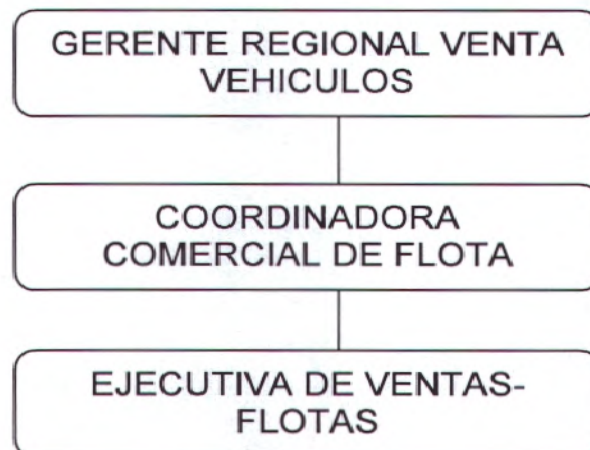 GERENTE REGIONAL VENTA
VEHICULOS
COORDINADORA
COMERCIAL DE FLOTA
EJECUTIVA DE VENTAS-
FLOTAS